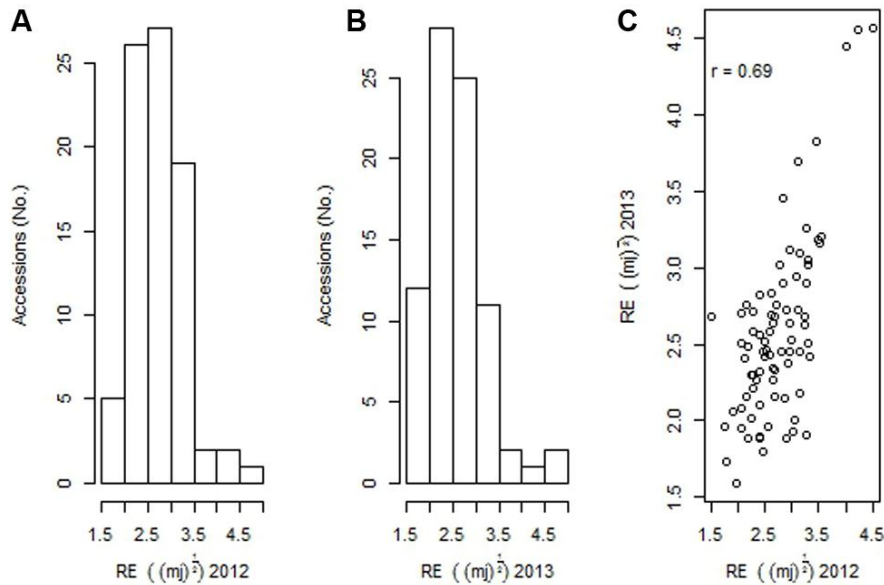 A
Accessions (No.)
25
20
15
10
5
0
1.5 2.5 3.5 4.5
RE ( (mj)^½) 2012
B
Accessions (No.)
25
20
15
10
5
0
1.5 2.5 3.5 4.5
RE ( (mj)^½) 2013
C
r = 0.69
RE ( (mj)^½) 2013
4.5
4.0
3.5
3.0
2.5
2.0
1.5
1.5 2.5 3.5 4.5
RE ( (mj)^½) 2012